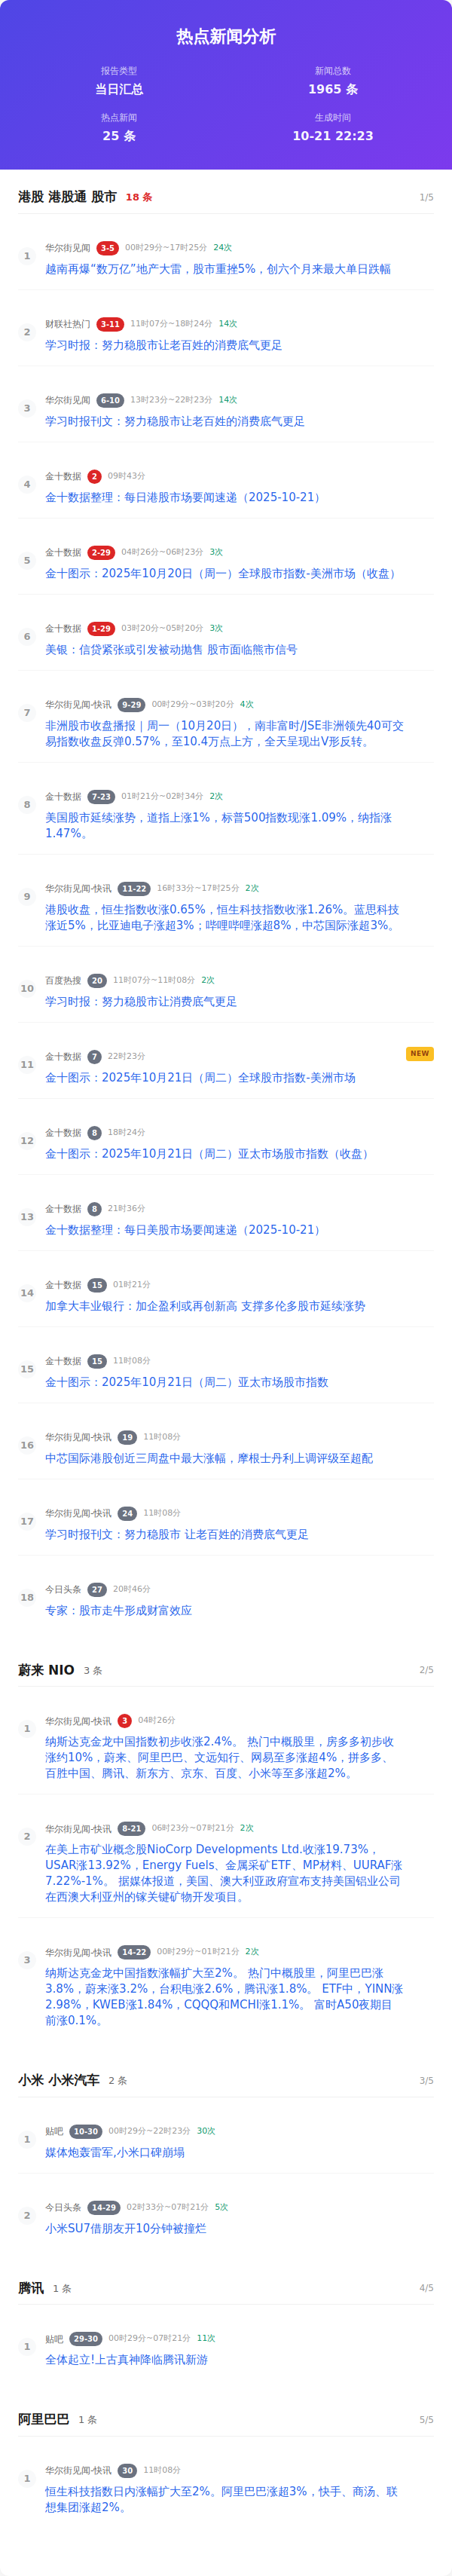 热点新闻分析
报告类型
当日汇总
新闻总数
1965 条
热点新闻
25 条
生成时间
10-21 22:23
港股 港股通 股市 18 条 1/5
1
华尔街见闻 3-5 00时29分~17时25分 24次
越南再爆“数万亿”地产大雷，股市重挫5%，创六个月来最大单日跌幅
2
财联社热门 3-11 11时07分~18时24分 14次
学习时报：努力稳股市让老百姓的消费底气更足
3
华尔街见闻 6-10 13时23分~22时23分 14次
学习时报刊文：努力稳股市让老百姓的消费底气更足
4
金十数据 2 09时43分
金十数据整理：每日港股市场要闻速递（2025-10-21）
5
金十数据 2-29 04时26分~06时23分 3次
金十图示：2025年10月20日（周一）全球股市指数-美洲市场（收盘）
6
金十数据 1-29 03时20分~05时20分 3次
美银：信贷紧张或引发被动抛售 股市面临熊市信号
7
华尔街见闻-快讯 9-29 00时29分~03时20分 4次
非洲股市收盘播报｜周一（10月20日），南非富时/JSE非洲领先40可交
易指数收盘反弹0.57%，至10.4万点上方，全天呈现出V形反转。
8
金十数据 7-23 01时21分~02时34分 2次
美国股市延续涨势，道指上涨1%，标普500指数现涨1.09%，纳指涨
1.47%。
9
华尔街见闻-快讯 11-22 16时33分~17时25分 2次
港股收盘，恒生指数收涨0.65%，恒生科技指数收涨1.26%。蓝思科技
涨近5%，比亚迪电子涨超3%；哔哩哔哩涨超8%，中芯国际涨超3%。
10
百度热搜 20 11时07分~11时08分 2次
学习时报：努力稳股市让消费底气更足
11
金十数据 7 22时23分 NEW
金十图示：2025年10月21日（周二）全球股市指数-美洲市场
12
金十数据 8 18时24分
金十图示：2025年10月21日（周二）亚太市场股市指数（收盘）
13
金十数据 8 21时36分
金十数据整理：每日美股市场要闻速递（2025-10-21）
14
金十数据 15 01时21分
加拿大丰业银行：加企盈利或再创新高 支撑多伦多股市延续涨势
15
金十数据 15 11时08分
金十图示：2025年10月21日（周二）亚太市场股市指数
16
华尔街见闻-快讯 19 11时08分
中芯国际港股创近三周盘中最大涨幅，摩根士丹利上调评级至超配
17
华尔街见闻-快讯 24 11时08分
学习时报刊文：努力稳股市 让老百姓的消费底气更足
18
今日头条 27 20时46分
专家：股市走牛形成财富效应
蔚来 NIO 3 条 2/5
1
华尔街见闻-快讯 3 04时26分
纳斯达克金龙中国指数初步收涨2.4%。 热门中概股里，房多多初步收
涨约10%，蔚来、阿里巴巴、文远知行、网易至多涨超4%，拼多多、
百胜中国、腾讯、新东方、京东、百度、小米等至多涨超2%。
2
华尔街见闻-快讯 8-21 06时23分~07时21分 2次
在美上市矿业概念股NioCorp Developments Ltd.收涨19.73%，
USAR涨13.92%，Energy Fuels、金属采矿ETF、MP材料、UURAF涨
7.22%-1%。 据媒体报道，美国、澳大利亚政府宣布支持美国铝业公司
在西澳大利亚州的镓关键矿物开发项目。
3
华尔街见闻-快讯 14-22 00时29分~01时21分 2次
纳斯达克金龙中国指数涨幅扩大至2%。 热门中概股里，阿里巴巴涨
3.8%，蔚来涨3.2%，台积电涨2.6%，腾讯涨1.8%。 ETF中，YINN涨
2.98%，KWEB涨1.84%，CQQQ和MCHI涨1.1%。 富时A50夜期目
前涨0.1%。
小米 小米汽车 2 条 3/5
1
贴吧 10-30 00时29分~22时23分 30次
媒体炮轰雷军,小米口碑崩塌
2
今日头条 14-29 02时33分~07时21分 5次
小米SU7借朋友开10分钟被撞烂
腾讯 1 条 4/5
1
贴吧 29-30 00时29分~07时21分 11次
全体起立!上古真神降临腾讯新游
阿里巴巴 1 条 5/5
1
华尔街见闻-快讯 30 11时08分
恒生科技指数日内涨幅扩大至2%。阿里巴巴涨超3%，快手、商汤、联
想集团涨超2%。